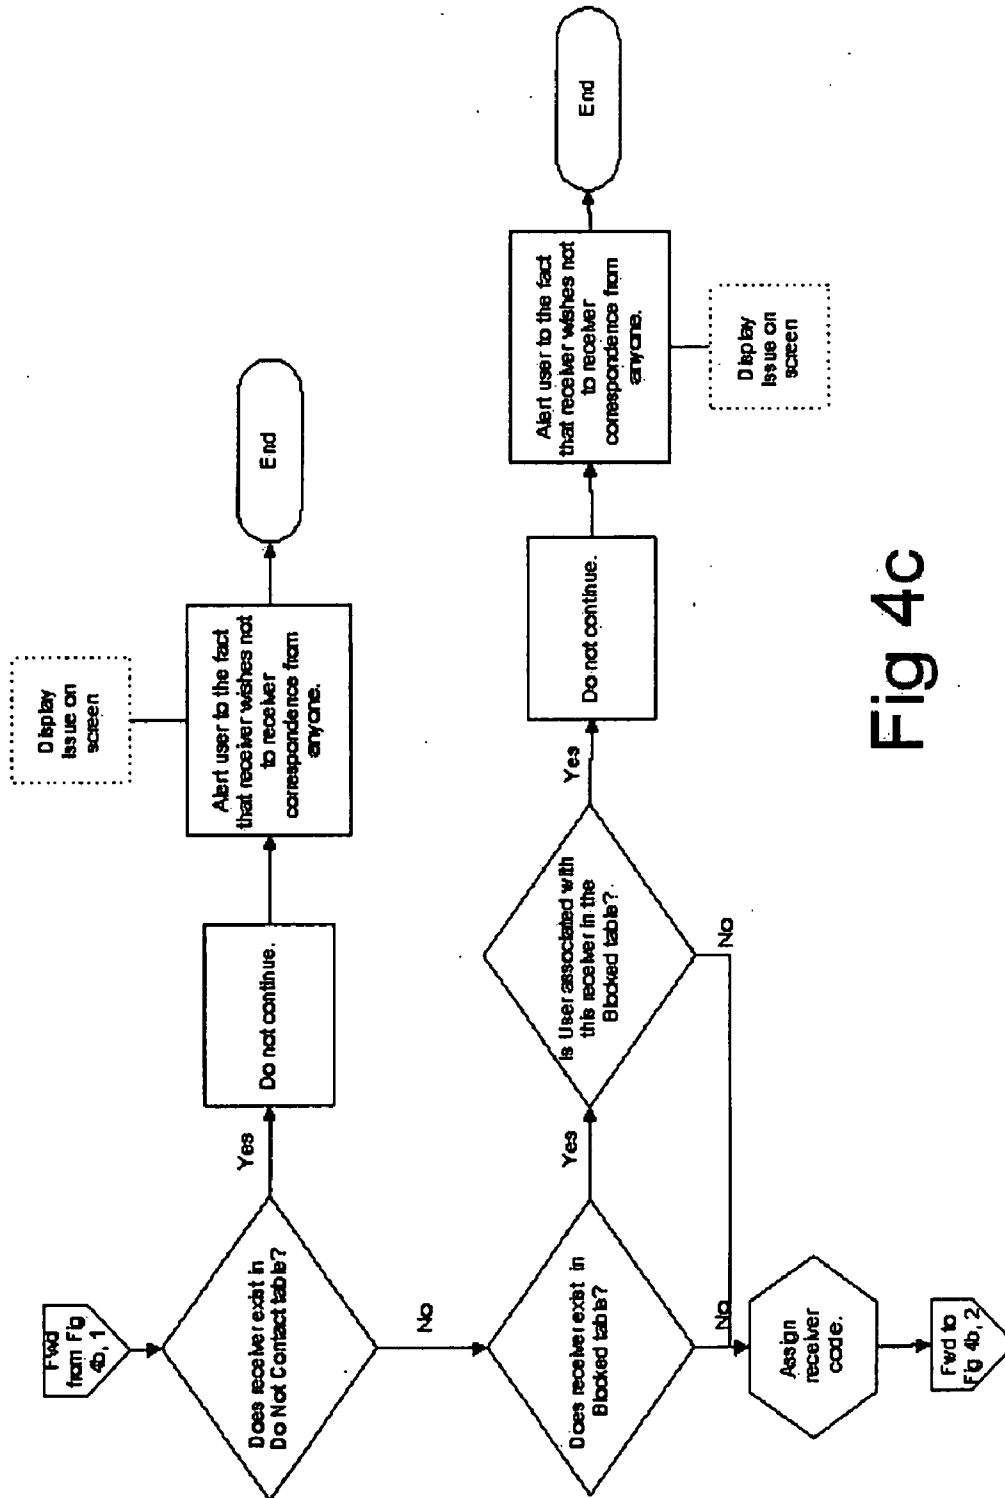 Fwd
from Fig
4b, 1
Does receiver exist in
Do Not Contact table?
Yes
Do not continue.
Alert user to the fact
that receiver wishes not
to receiver
correspondence from
anyone.
Display
Issue on
screen
End
No
Does receiver exist in
Blocked table?
Yes
Is User associated with
this receiver in the
Blocked table?
Yes
Do not continue.
Alert user to the fact
that receiver wishes not
to receiver
correspondence from
anyone.
Display
Issue on
screen
End
No
No
Assign
receiver
code.
Fwd to
Fig 4b, 2
Fig 4c